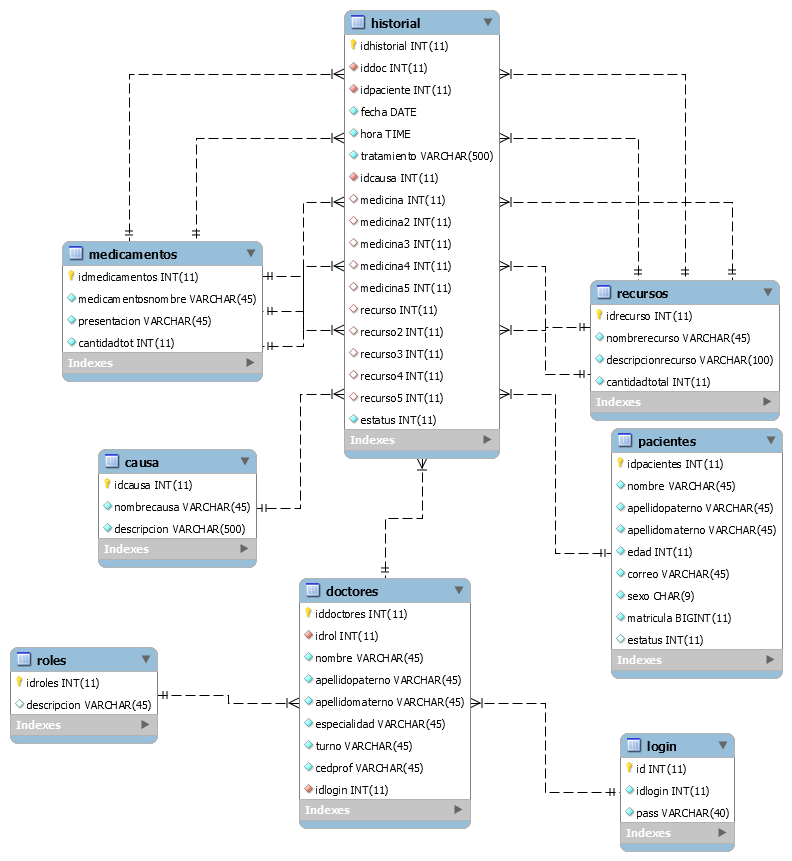 historial
idhistorial INT(11)
iddoc INT(11)
idpaciente INT(11)
fecha DATE
hora TIME
tratamiento VARCHAR(500)
idcausa INT(11)
medicina INT(11)
medicina2 INT(11)
medicina3 INT(11)
medicina4 INT(11)
medicina5 INT(11)
recurso INT(11)
recurso2 INT(11)
recurso3 INT(11)
recurso4 INT(11)
recurso5 INT(11)
estatus INT(11)
Indexes
medicamentos
idmedicamentos INT(11)
medicamentosnombre VARCHAR(45)
presentacion VARCHAR(45)
cantidadtot INT(11)
Indexes
recursos
idrecurso INT(11)
nombrerecurso VARCHAR(45)
descripcionrecurso VARCHAR(100)
cantidadtotal INT(11)
Indexes
pacientes
idpacientes INT(11)
nombre VARCHAR(45)
apellidopaterno VARCHAR(45)
apellidomaterno VARCHAR(45)
edad INT(11)
correo VARCHAR(45)
sexo CHAR(9)
matricula BIGINT(11)
estatus INT(11)
Indexes
causa
idcausa INT(11)
nombrecausa VARCHAR(45)
descripcion VARCHAR(500)
Indexes
doctores
iddoctores INT(11)
idrol INT(11)
nombre VARCHAR(45)
apellidopaterno VARCHAR(45)
apellidomaterno VARCHAR(45)
especialidad VARCHAR(45)
turno VARCHAR(45)
cedprof VARCHAR(45)
idlogin INT(11)
Indexes
roles
idroles INT(11)
descripcion VARCHAR(45)
Indexes
login
id INT(11)
idlogin INT(11)
pass VARCHAR(40)
Indexes